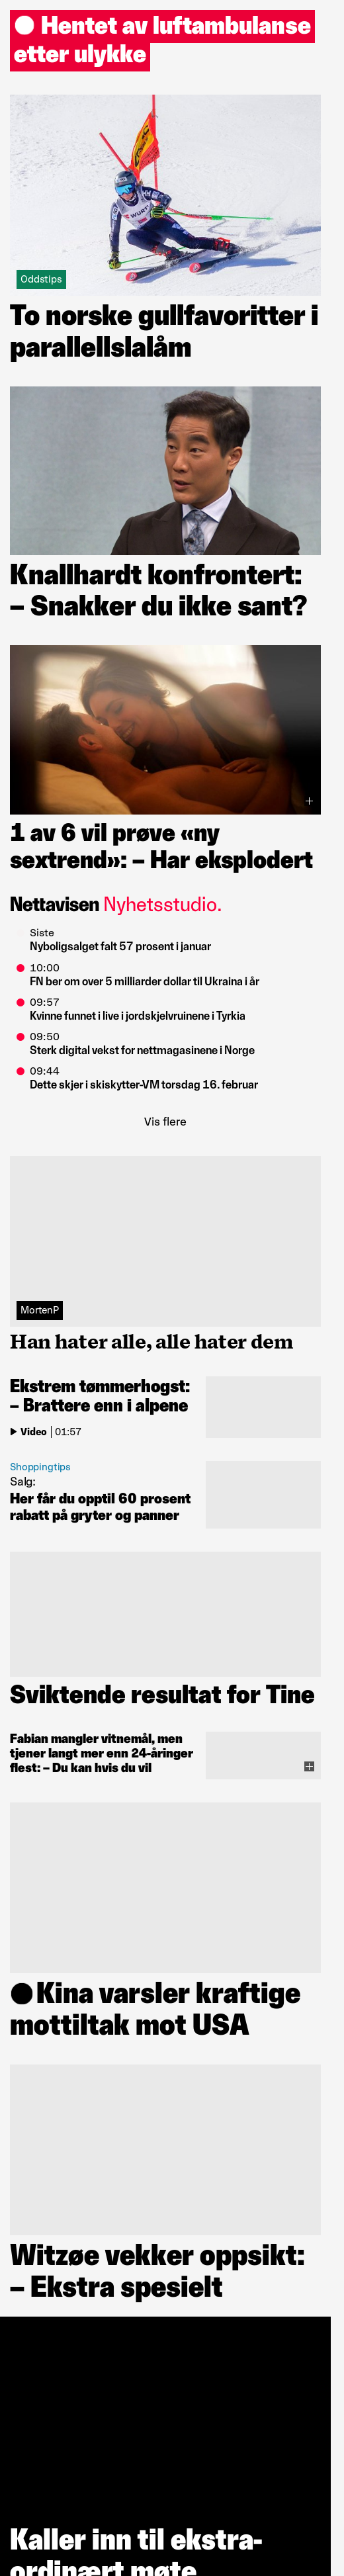 Hentet av luftambulanse
etter ulykke
Oddstips
To norske gullfavoritter i
parallellslalåm
Knallhardt konfrontert:
– Snakker du ikke sant?
1 av 6 vil prøve «ny
sextrend»: – Har eksplodert
Nettavisen Nyhetsstudio.
Siste
Nyboligsalget falt 57 prosent i januar
10:00
FN ber om over 5 milliarder dollar til Ukraina i år
09:57
Kvinne funnet i live i jordskjelvruinene i Tyrkia
09:50
Sterk digital vekst for nettmagasinene i Norge
09:44
Dette skjer i skiskytter-VM torsdag 16. februar
Vis flere
MortenP
Han hater alle, alle hater dem
Ekstrem tømmerhogst:
– Brattere enn i alpene
Video 01:57
Shoppingtips
Salg:
Her får du opptil 60 prosent
rabatt på gryter og panner
Sviktende resultat for Tine
Fabian mangler vitnemål, men
tjener langt mer enn 24-åringer
flest: – Du kan hvis du vil
Kina varsler kraftige
mottiltak mot USA
Witzøe vekker oppsikt:
– Ekstra spesielt
Kaller inn til ekstra-
ordinært møte